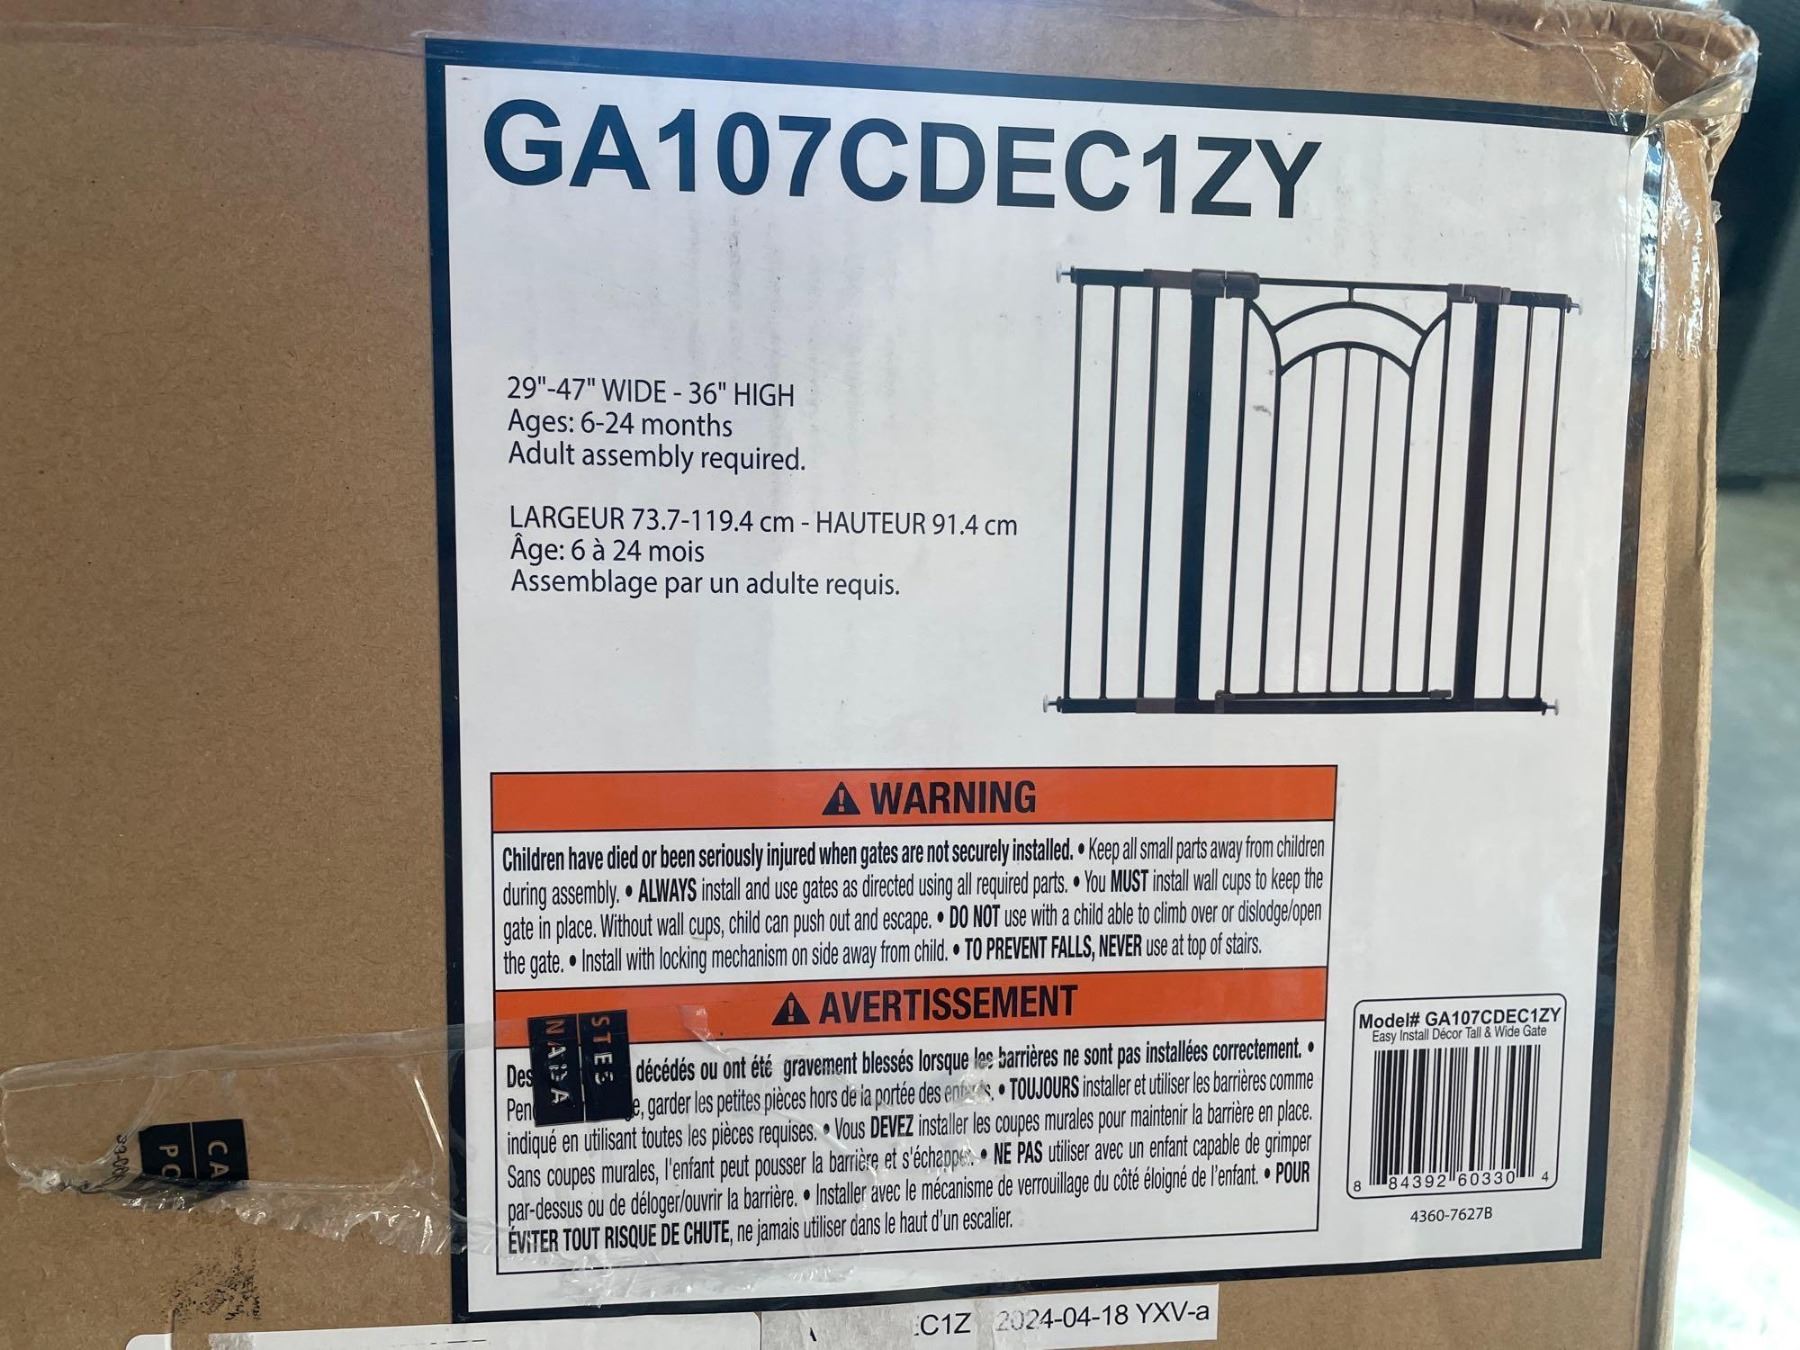 GA107CDEC1ZY
29"-47" WIDE - 36" HIGH
Ages: 6-24 months
Adult assembly required.
LARGEUR 73.7-119.4 cm - HAUTEUR 91.4 cm
Âge: 6 à 24 mois
Assemblage par un adulte requis.
WARNING
Children have died or been seriously injured when gates are not securely installed. • Keep all small parts away from children
during assembly. • ALWAYS install and use gates as directed using all required parts. • You MUST install wall cups to keep the
gate in place. Without wall cups, child can push out and escape. • DO NOT use with a child able to climb over or dislodge/open
the gate. • Install with locking mechanism on side away from child. • TO PREVENT FALLS, NEVER use at top of stairs.
AVERTISSEMENT
Des décédés ou ont été gravement blessés lorsque les barrières ne sont pas installées correctement. •
Pen e, garder les petites pièces hors de la portée des • TOUJOURS installer et utiliser les barrières comme
indiqué en utilisant toutes les pièces requises. • Vous DEVEZ installer les coupes murales pour maintenir la barrière en place.
Sans coupes murales, l'enfant peut pousser la barrière et s'échapper. • NE PAS utiliser avec un enfant capable de grimper
par-dessus ou de déloger/ouvrir la barrière. • Installer avec le mécanisme de verrouillage du côté éloigné de l'enfant. • POUR
ÉVITER TOUT RISQUE DE CHUTE, ne jamais utiliser dans le haut d'un escalier.
STEE
NADA
CA
PO
Model# GA107CDEC1ZY
Easy Install Décor Tall & Wide Gate
8 84392 60330 4
4360-7627B
C1Z 2024-04-18 YXV-a